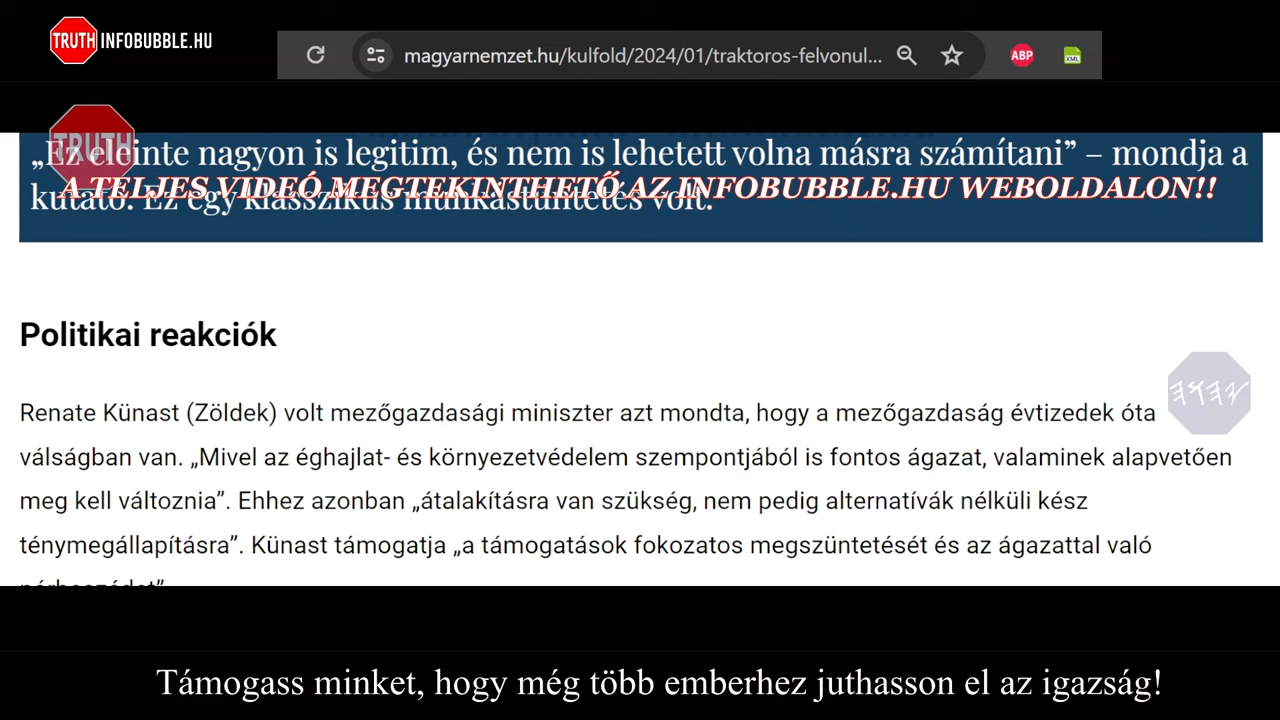 TRUTH INFOBUBBLE.HU
magyarnemzet.hu/kulfold/2024/01/traktoros-felvonul...
ABP
XML
TRUTH
„Ez eleinte nagyon is legitim, és nem is lehetett volna másra számítani” – mondja a
A TELJES VIDEÓ MEGTEKINTHETŐ AZ INFOBUBBLE.HU WEBOLDALON!!
kutató. Ez egy klasszikus munkástüntetés volt.
Politikai reakciók
Renate Künast (Zöldek) volt mezőgazdasági miniszter azt mondta, hogy a mezőgazdaság évtizedek óta
válságban van. „Mivel az éghajlat- és környezetvédelem szempontjából is fontos ágazat, valaminek alapvetően
meg kell változnia”. Ehhez azonban „átalakításra van szükség, nem pedig alternatívák nélküli kész
ténymegállapításra”. Künast támogatja „a támogatások fokozatos megszüntetését és az ágazattal való
Támogass minket, hogy még több emberhez juthasson el az igazság!